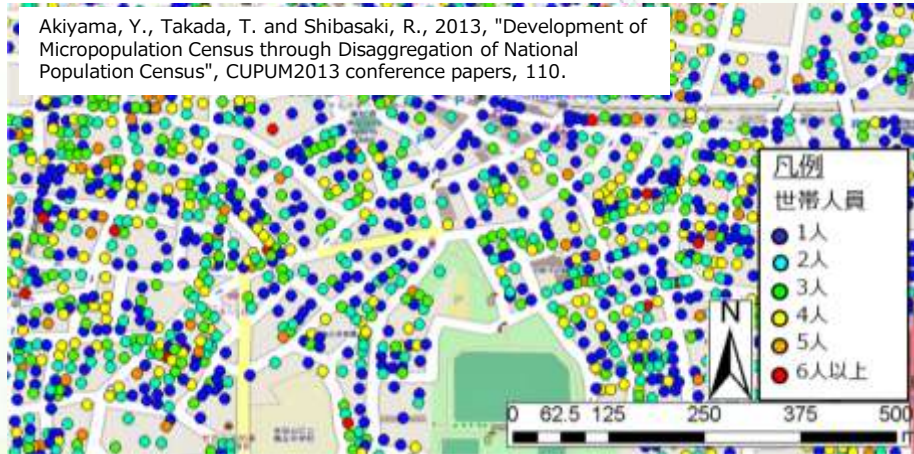 Akiyama, Y., Takada, T. and Shibasaki, R., 2013, "Development of
Micropopulation Census through Disaggregation of National
Population Census", CUPUM2013 conference papers, 110.
凡例
世帯人員
1人
2人
3人
4人
5人
6人以上
N
0 62.5 125 250 375 500
m